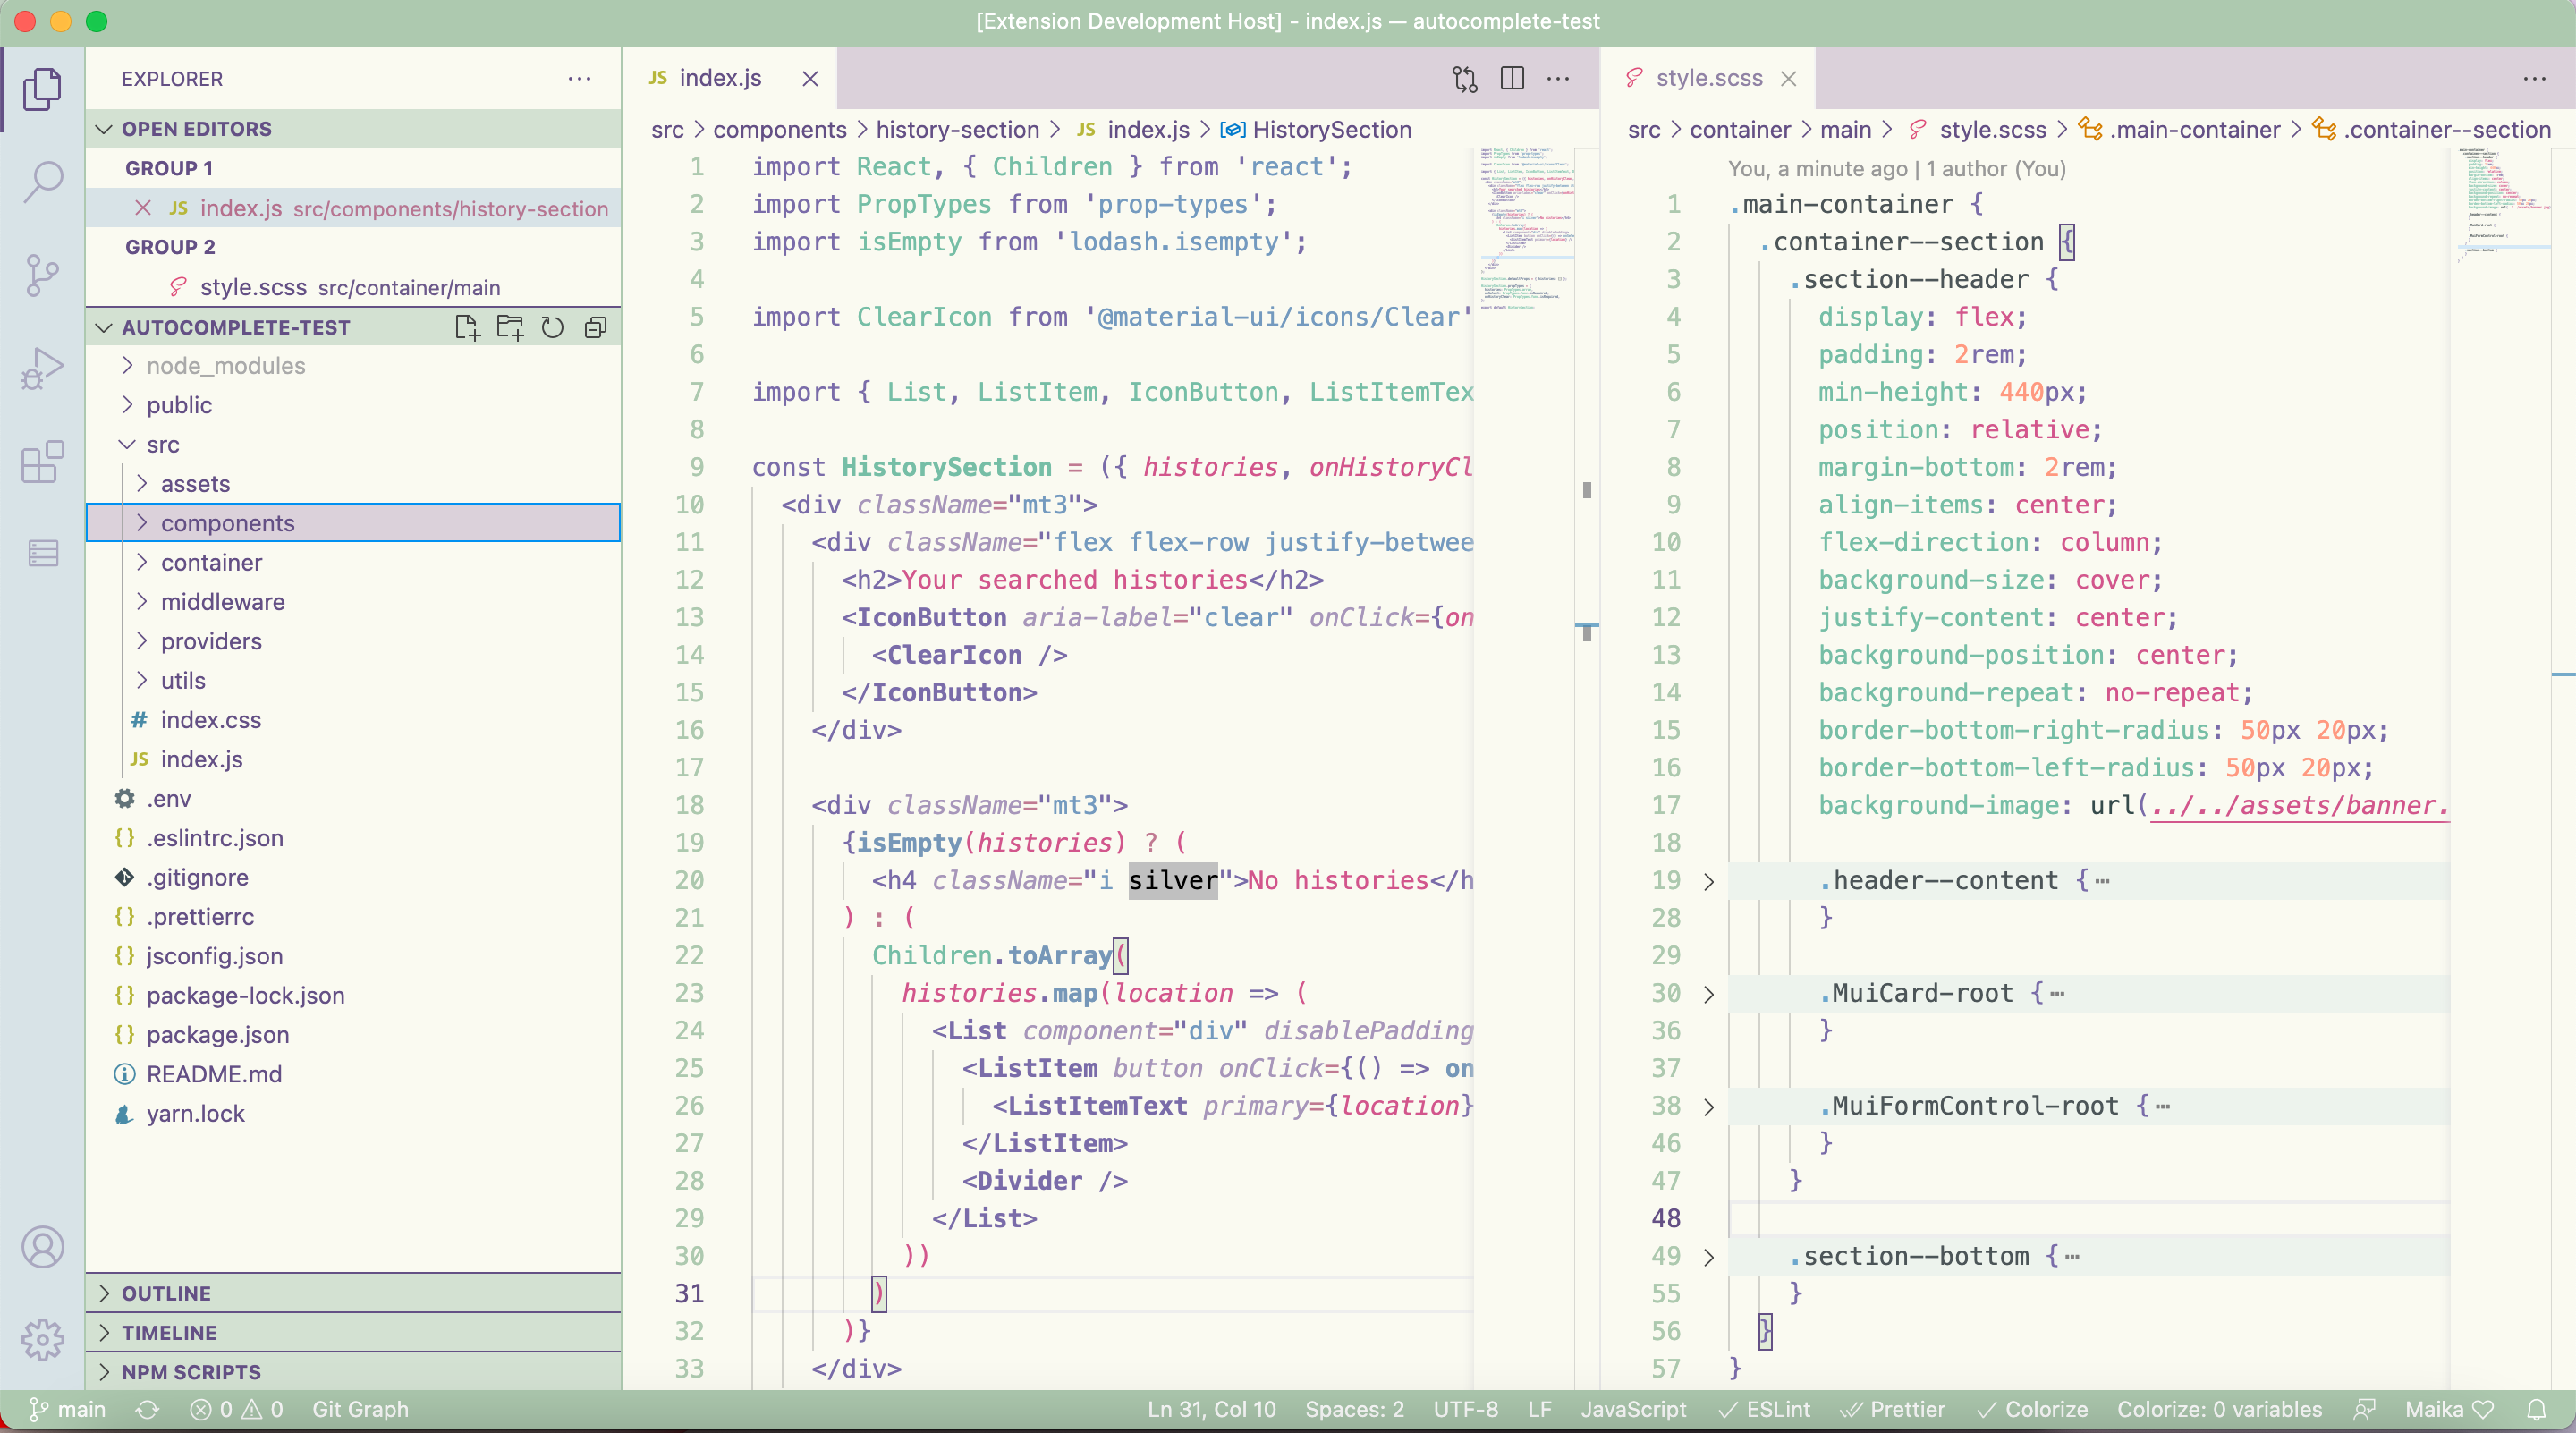 [Extension Development Host] - index.js — autocomplete-test
EXPLORER
OPEN EDITORS
GROUP 1
JS index.js src/components/history-section
GROUP 2
style.scss src/container/main
AUTOCOMPLETE-TEST
node_modules
public
src
assets
components
container
middleware
providers
utils
# index.css
JS index.js
.env
{} .eslintrc.json
.gitignore
{} .prettierrc
{} jsconfig.json
{} package-lock.json
{} package.json
README.md
yarn.lock
OUTLINE
TIMELINE
NPM SCRIPTS
JS index.js
src > components > history-section > JS index.js > HistorySection
1 import React, { Children } from 'react';
2 import PropTypes from 'prop-types';
3 import isEmpty from 'lodash.isempty';
4
5 import ClearIcon from '@material-ui/icons/Clear'
6
7 import { List, ListItem, IconButton, ListItemTex
8
9 const HistorySection = ({ histories, onHistoryCl
10 <div className="mt3">
11 <div className="flex flex-row justify-betwee
12 <h2>Your searched histories</h2>
13 <IconButton aria-label="clear" onClick={on
14 <ClearIcon />
15 </IconButton>
16 </div>
17
18 <div className="mt3">
19 {isEmpty(histories) ? (
20 <h4 className="i silver">No histories</h
21 ) : (
22 Children.toArray(
23 histories.map(location => (
24 <List component="div" disablePadding
25 <ListItem button onClick={() => on
26 <ListItemText primary={location}
27 </ListItem>
28 <Divider />
29 </List>
30 ))
31 )
32 )}
33 </div>
style.scss
src > container > main > style.scss > .main-container > .container--section
You, a minute ago | 1 author (You)
1 .main-container {
2 .container--section {
3 .section--header {
4 display: flex;
5 padding: 2rem;
6 min-height: 440px;
7 position: relative;
8 margin-bottom: 2rem;
9 align-items: center;
10 flex-direction: column;
11 background-size: cover;
12 justify-content: center;
13 background-position: center;
14 background-repeat: no-repeat;
15 border-bottom-right-radius: 50px 20px;
16 border-bottom-left-radius: 50px 20px;
17 background-image: url(../../assets/banner.
18
19 .header--content {⋯
28 }
29
30 .MuiCard-root {⋯
36 }
37
38 .MuiFormControl-root {⋯
46 }
47 }
48
49 .section--bottom {⋯
55 }
56 }
57 }
main 0 0 Git Graph Ln 31, Col 10 Spaces: 2 UTF-8 LF JavaScript ESLint Prettier Colorize Colorize: 0 variables Maika